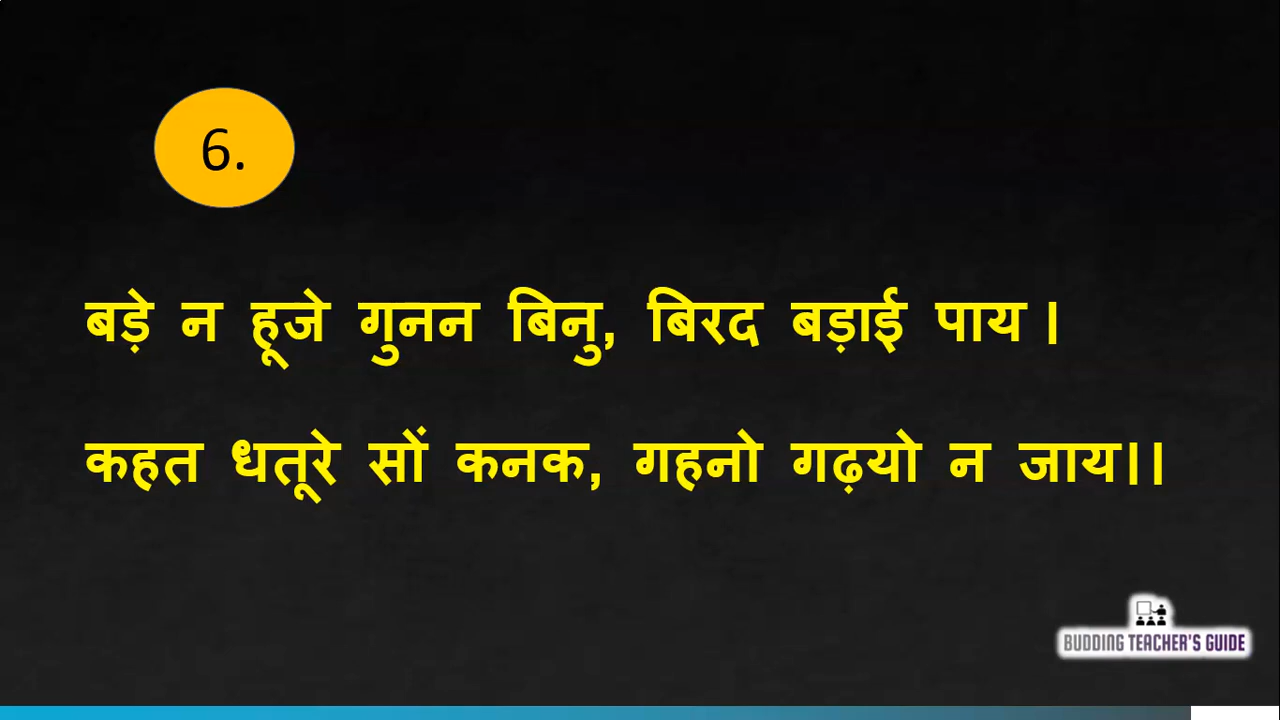 6.
बड़े न हूजे गुनन बिनु, बिरद बड़ाई पाय।
कहत धतूरे सों कनक, गहनो गढ़यो न जाय।।
BUDDING TEACHER'S GUIDE